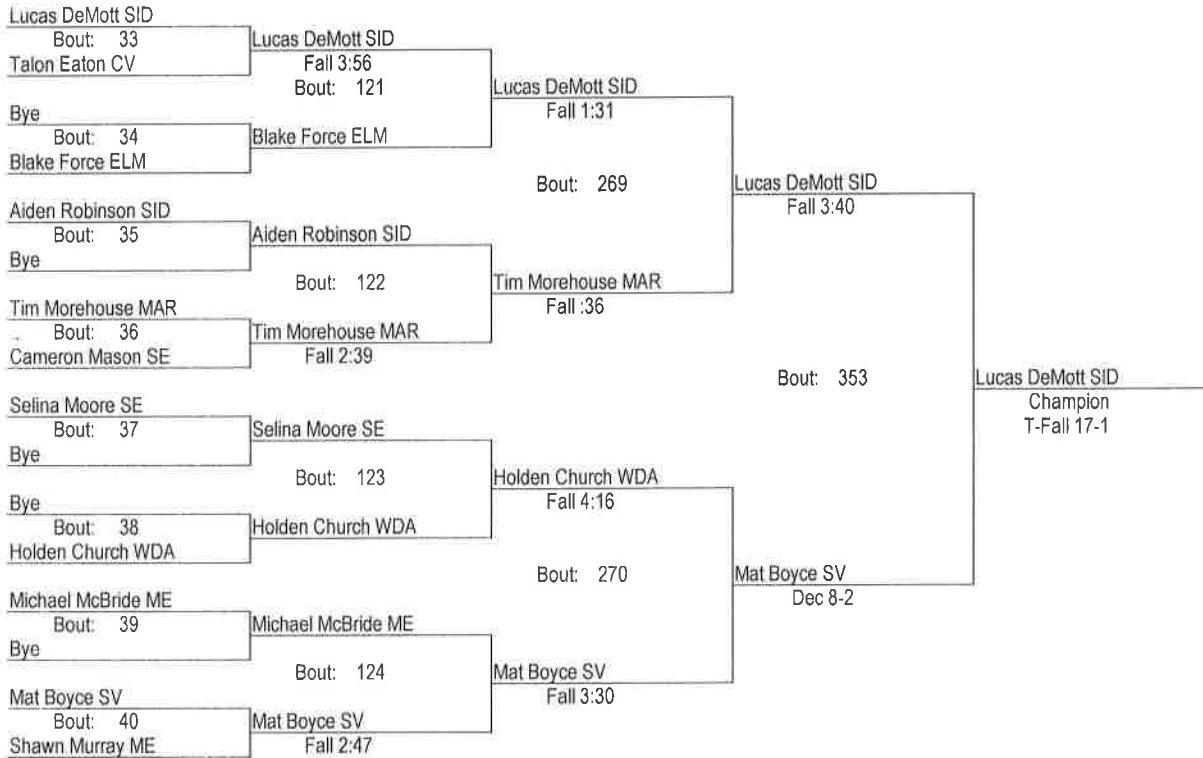 Lucas DeMott SID
Bout: 33
Talon Eaton CV
Bye
Bout: 34
Blake Force ELM
Aiden Robinson SID
Bout: 35
Bye
Tim Morehouse MAR
Bout: 36
Cameron Mason SE
Selina Moore SE
Bout: 37
Bye
Bye
Bout: 38
Holden Church WDA
Michael McBride ME
Bout: 39
Bye
Mat Boyce SV
Bout: 40
Shawn Murray ME
Lucas DeMott SID
Fall 3:56
Bout: 121
Blake Force ELM
Aiden Robinson SID
Bout: 122
Tim Morehouse MAR
Fall 2:39
Selina Moore SE
Bout: 123
Holden Church WDA
Michael McBride ME
Bout: 124
Mat Boyce SV
Fall 2:47
Lucas DeMott SID
Fall 1:31
Bout: 269
Tim Morehouse MAR
Fall :36
Holden Church WDA
Fall 4:16
Bout: 270
Mat Boyce SV
Fall 3:30
Lucas DeMott SID
Fall 3:40
Bout: 353
Mat Boyce SV
Dec 8-2
Lucas DeMott SID
Champion
T-Fall 17-1